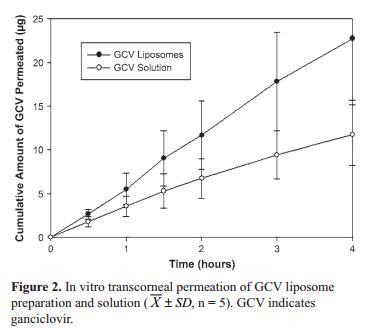 Cumulative Amount of GCV Permeated (µg)
25
20
15
10
5
0
GCV Liposomes
GCV Solution
0 1 2 3 4
Time (hours)
Figure 2. In vitro transcorneal permeation of GCV liposome
preparation and solution ( X̅ ± SD, n = 5). GCV indicates
ganciclovir.